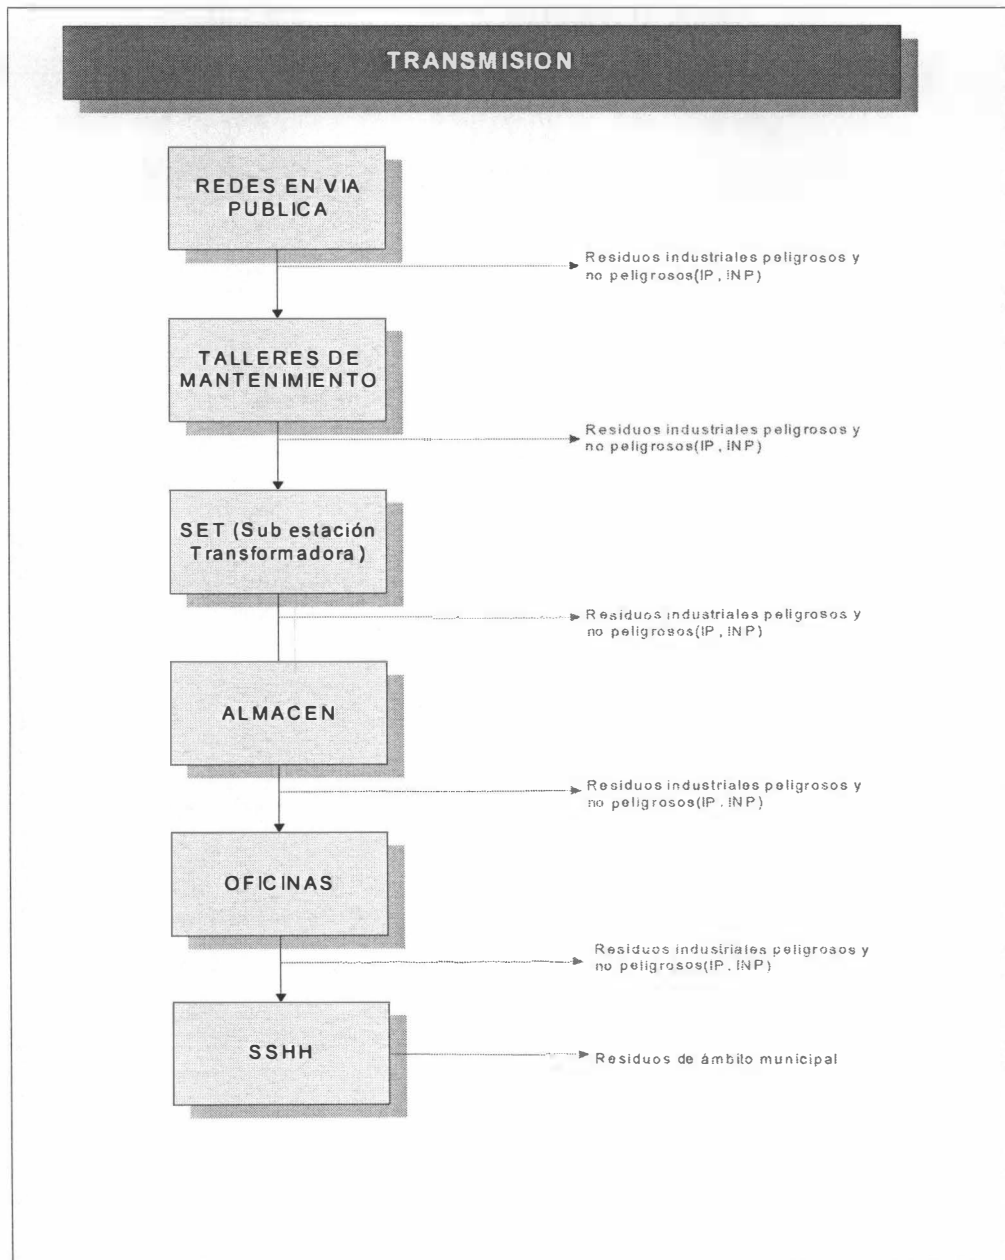 TRANSMISION
REDES EN VIA
PUBLICA
Residuos industriales peligrosos y
no peligrosos(IP, INP)
TALLERES DE
MANTENIMIENTO
Residuos industriales peligrosos y
no peligrosos(IP, INP)
SET (Sub estación
Transformadora)
Residuos industriales peligrosos y
no peligrosos(IP, INP)
ALMACEN
Residuos industriales peligrosos y
no peligrosos(IP, INP)
OFICINAS
Residuos industriales peligrosos y
no peligrosos(IP, INP)
SSHH
Residuos de ámbito municipal